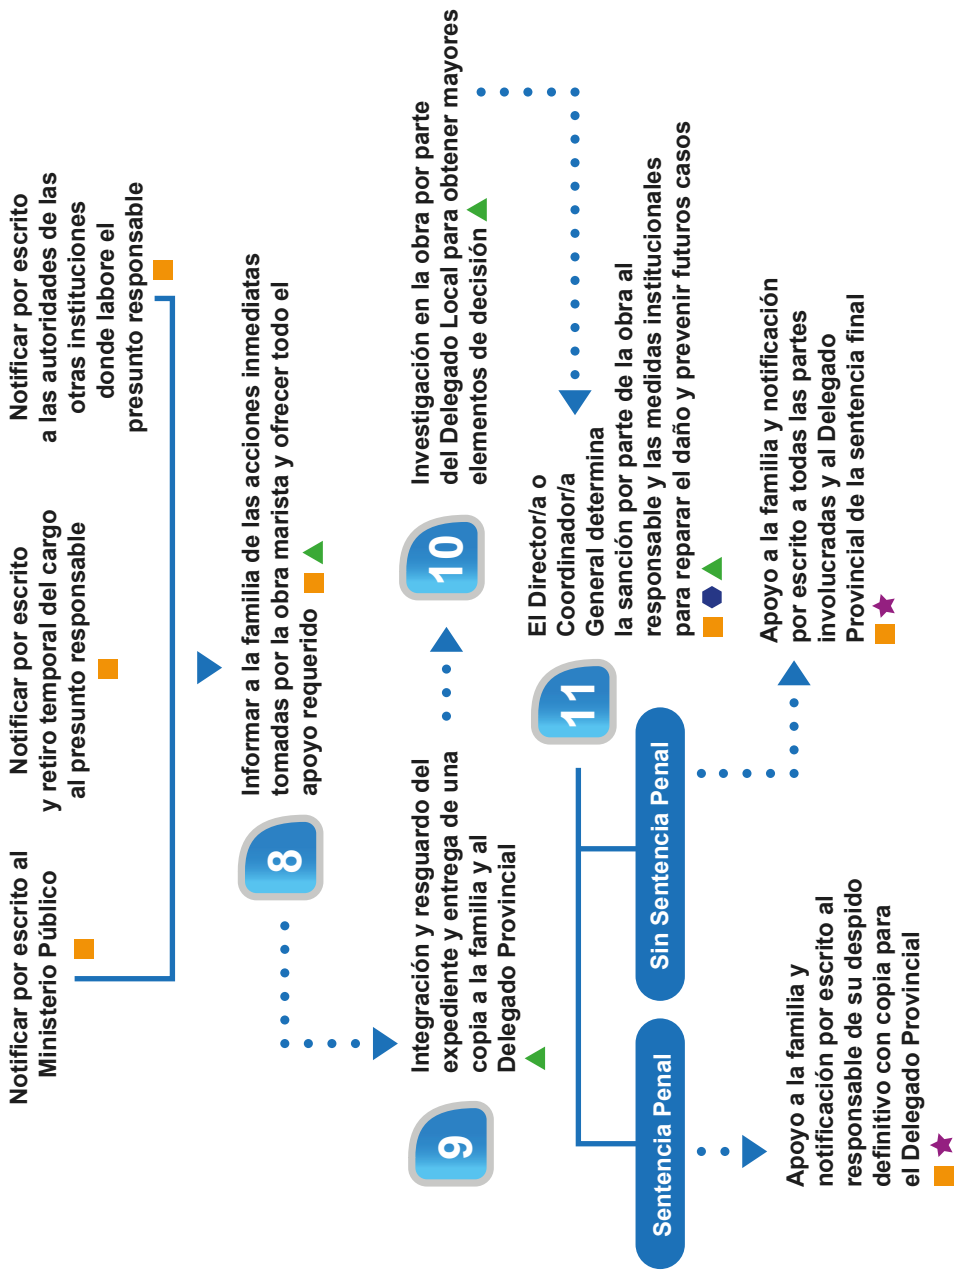 Notificar por escrito al
Ministerio Público
Notificar por escrito
y retiro temporal del cargo
al presunto responsable
Notificar por escrito
a las autoridades de las
otras instituciones
donde labore el
presunto responsable
8
Informar a la familia de las acciones inmediatas
tomadas por la obra marista y ofrecer todo el
apoyo requerido
9
Integración y resguardo del
expediente y entrega de una
copia a la familia y al
Delegado Provincial
10
Investigación en la obra por parte
del Delegado Local para obtener mayores
elementos de decisión
11
El Director/a o
Coordinador/a
General determina
la sanción por parte de la obra al
responsable y las medidas institucionales
para reparar el daño y prevenir futuros casos
Sentencia Penal
Sin Sentencia Penal
Apoyo a la familia y
notificación por escrito al
responsable de su despido
definitivo con copia para
el Delegado Provincial
Apoyo a la familia y notificación
por escrito a todas las partes
involucradas y al Delegado
Provincial de la sentencia final